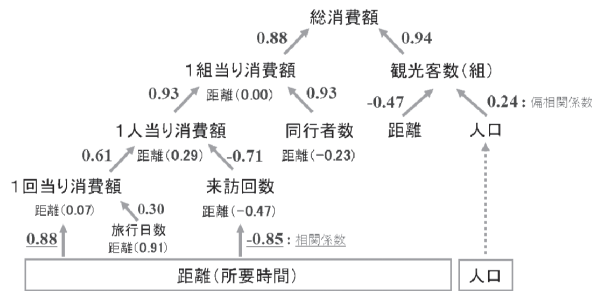 総消費額
0.88
0.94
1組当り消費額
観光客数(組)
0.93
距離(0.00)
0.93
-0.47
0.24 : 偏相関係数
1人当り消費額
同行者数
距離
人口
0.61
距離(0.29)
-0.71
距離(-0.23)
1回当り消費額
来訪回数
距離(0.07)
0.30
距離(-0.47)
旅行日数
0.88
距離(0.91)
-0.85 : 相関係数
距離(所要時間)
人口